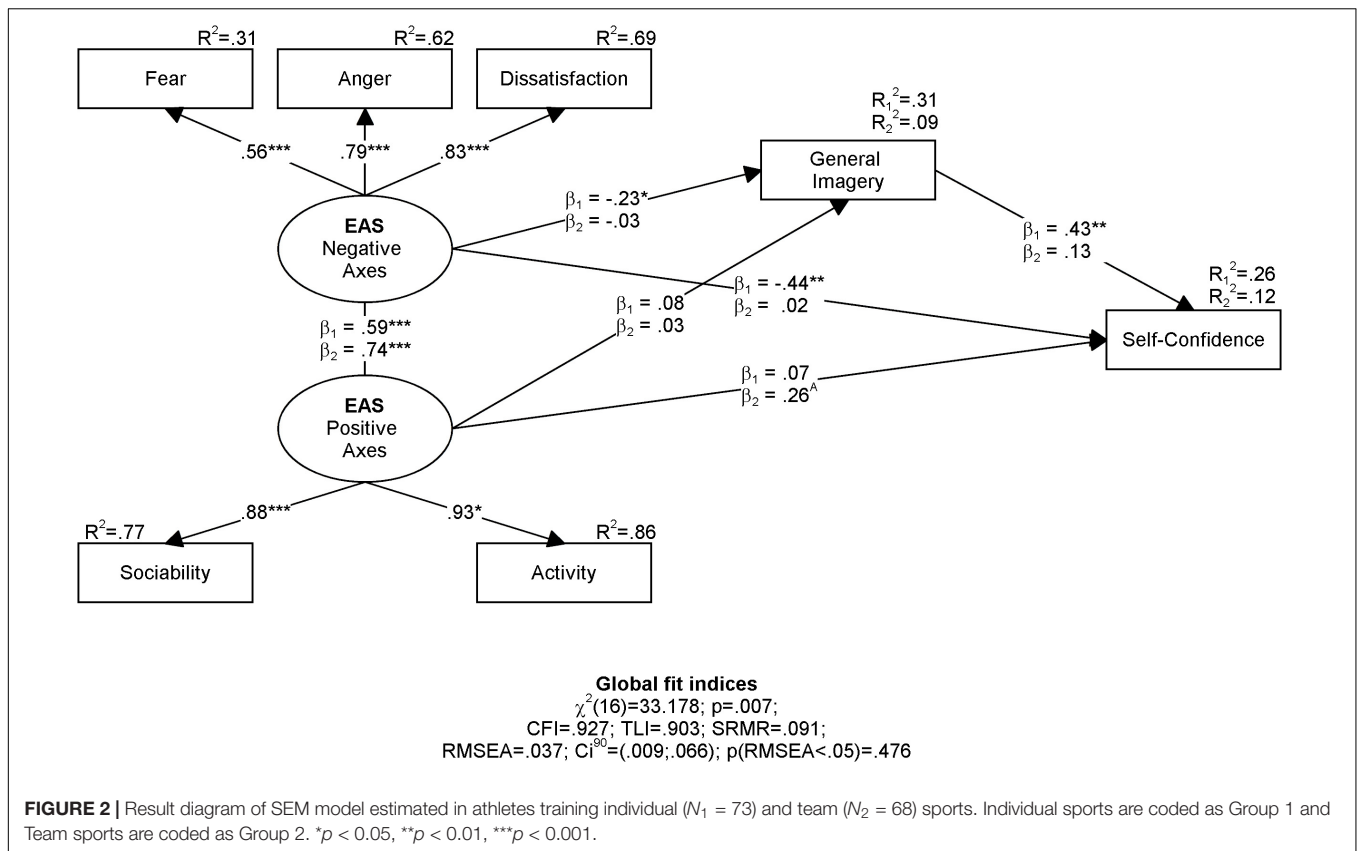 R²=.31
R²=.62
R²=.69
Fear
Anger
Dissatisfaction
.56***
.79***
.83***
R₁²=.31
R₂²=.09
General
Imagery
EAS
Negative
Axes
β₁ = -.23*
β₂ = -.03
β₁ = .43**
β₂ = .13
β₁ = -.44**
β₂ = .02
R₁²=.26
R₂²=.12
Self-Confidence
β₁ = .08
β₂ = .03
β₁ = .59***
β₂ = .74***
β₁ = .07
β₂ = .26ᴬ
EAS
Positive
Axes
.88***
.93*
R²=.77
R²=.86
Sociability
Activity
Global fit indices
χ²(16)=33.178; p=.007;
CFI=.927; TLI=.903; SRMR=.091;
RMSEA=.037; Ci⁹⁰=(.009;.066); p(RMSEA<.05)=.476
FIGURE 2 | Result diagram of SEM model estimated in athletes training individual (N₁ = 73) and team (N₂ = 68) sports. Individual sports are coded as Group 1 and
Team sports are coded as Group 2. *p < 0.05, **p < 0.01, ***p < 0.001.